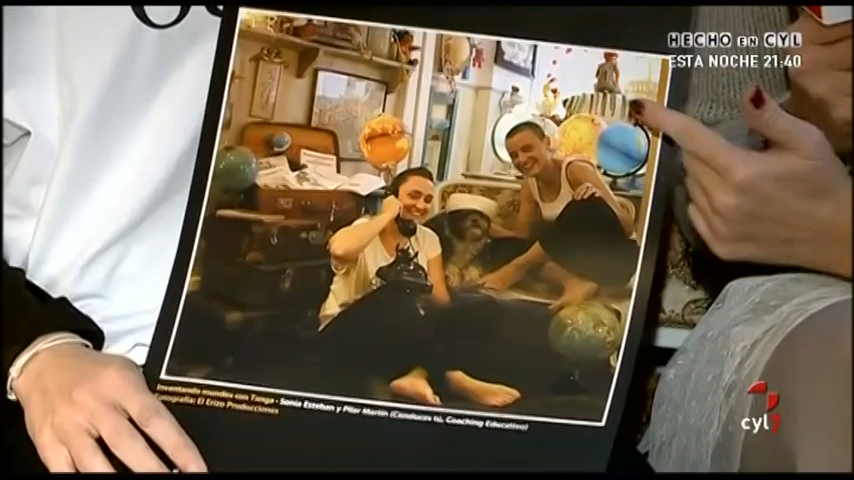 HECHO EN CYL
ESTA NOCHE 21:40
Inventando mundos con Tanga - Sonia Esteban y Pilar Martín (Conduces tú, Coaching Educativo)
Fotografía: El Erizo Producciones
cyl7